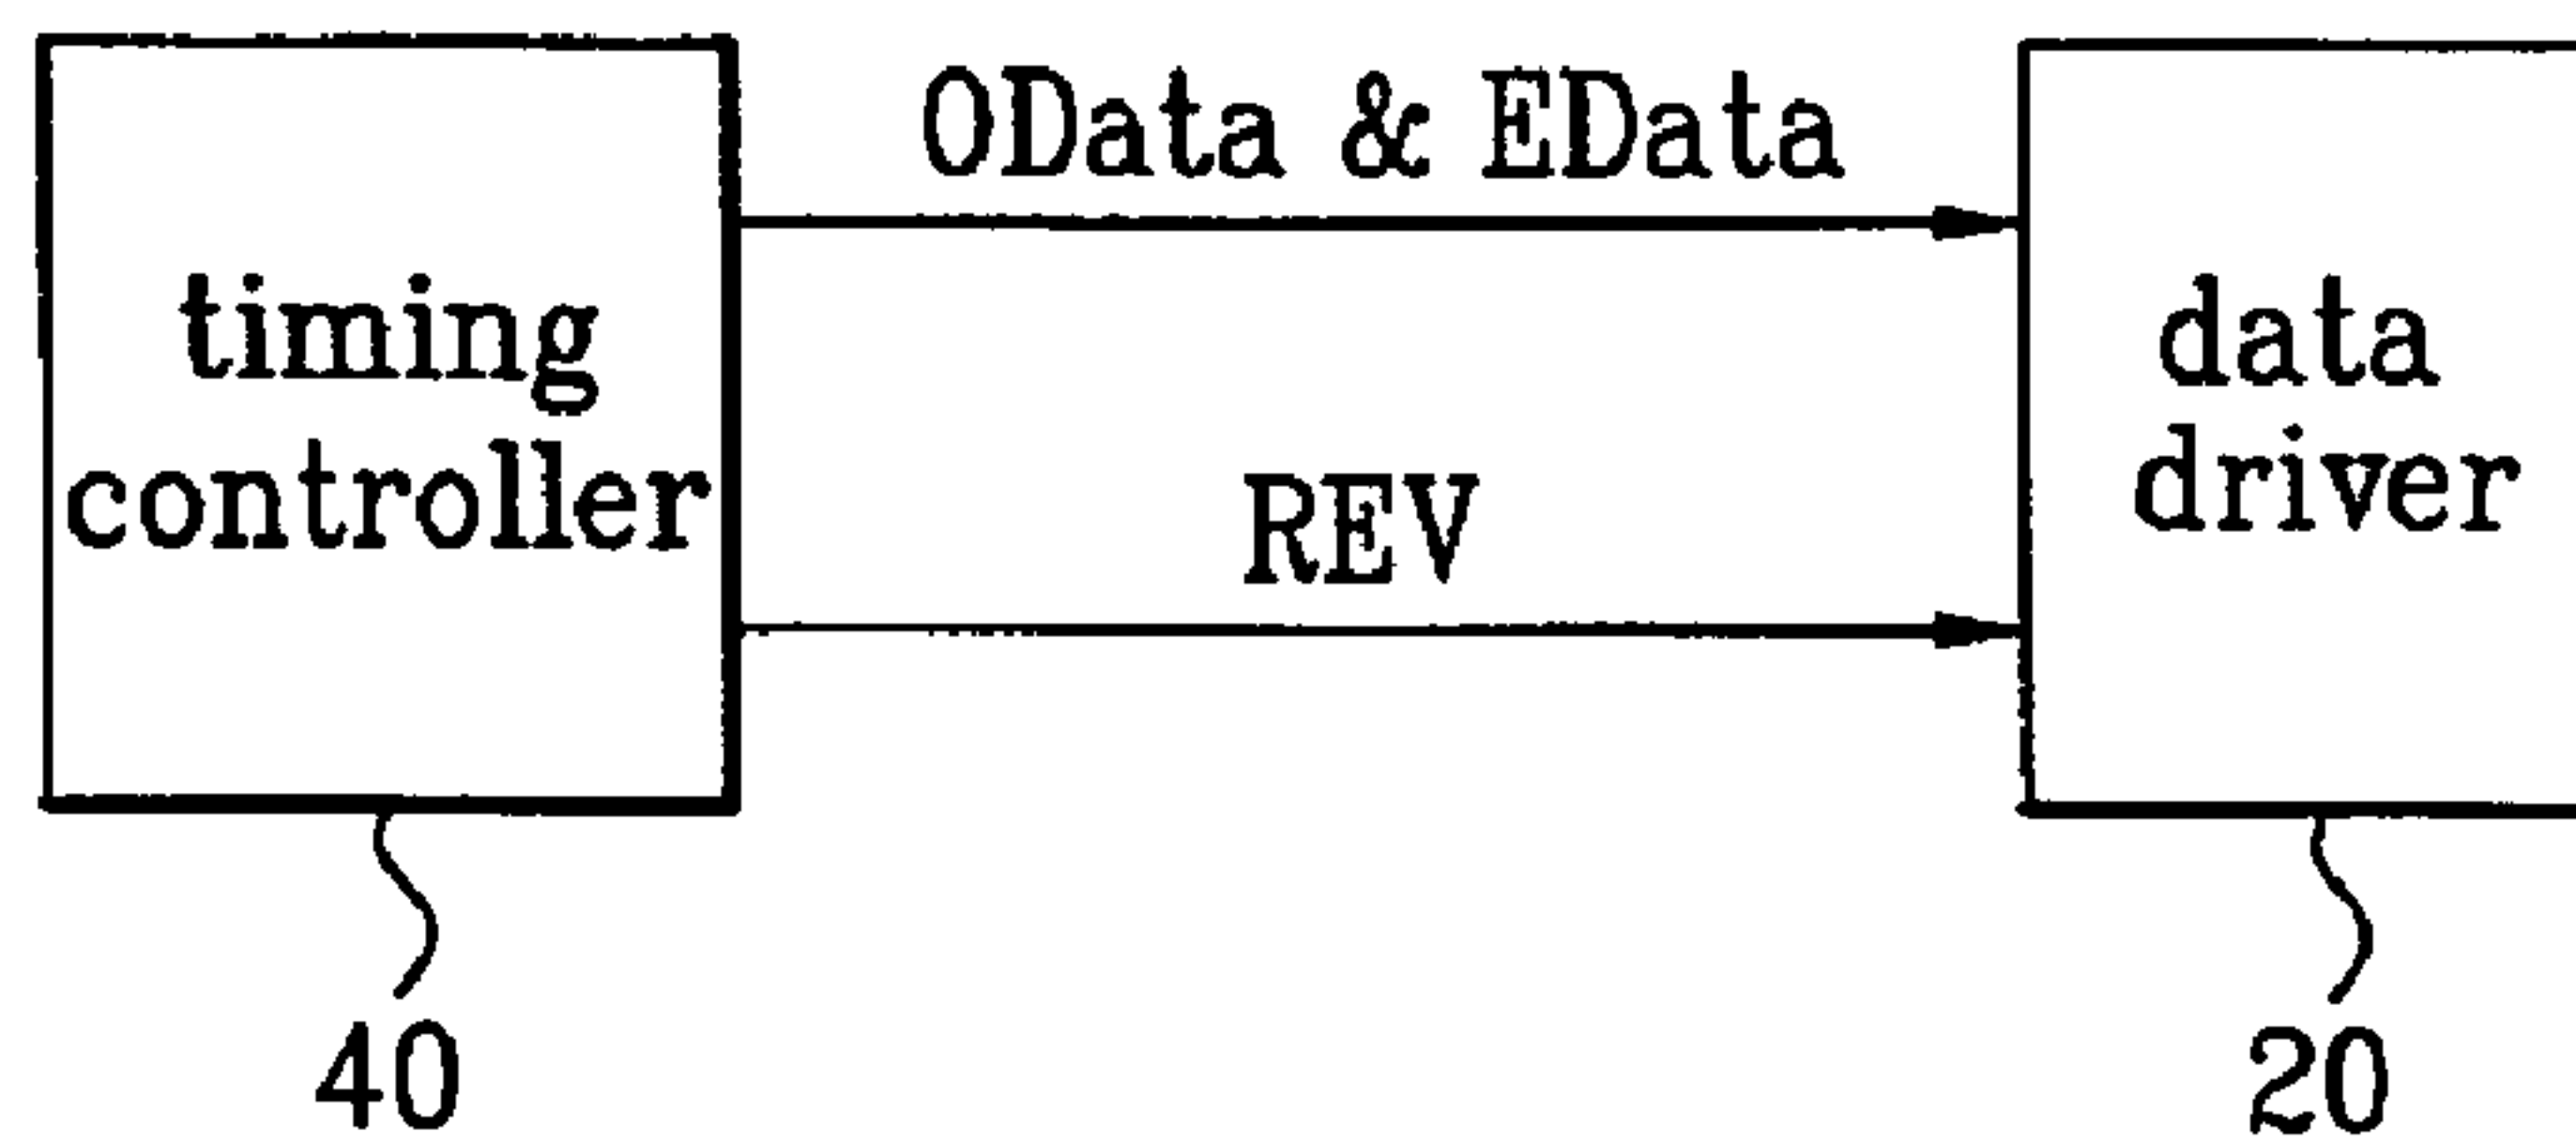 OData & EData
timing
controller
data
driver
REV
40
20